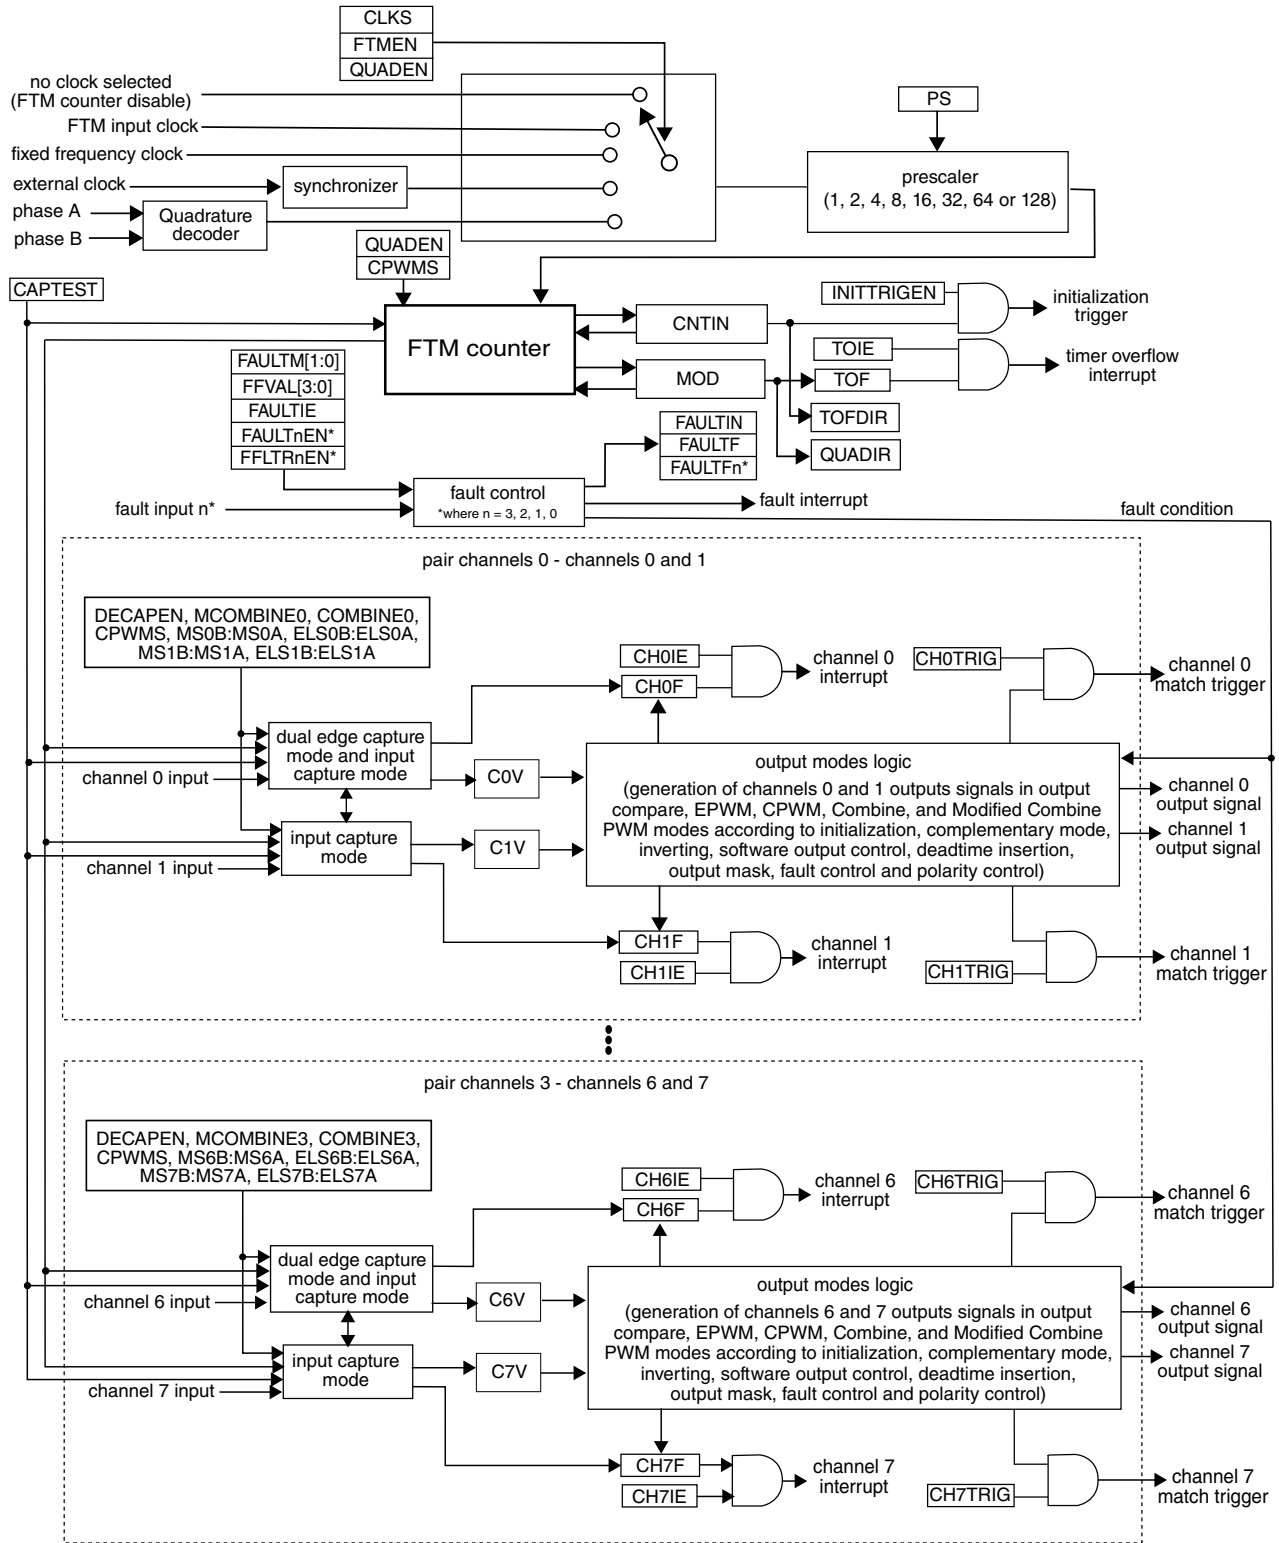 CLKS
FTMEN
QUADEN
no clock selected
(FTM counter disable)
FTM input clock
fixed frequency clock
external clock
synchronizer
phase A
phase B
Quadrature
decoder
PS
prescaler
(1, 2, 4, 8, 16, 32, 64 or 128)
QUADEN
CPWMS
CAPTEST
FTM counter
CNTIN
MOD
INITTRIGEN
initialization
trigger
TOIE
TOF
timer overflow
interrupt
TOFDIR
QUADIR
FAULTM[1:0]
FFVAL[3:0]
FAULTIE
FAULTnEN*
FFLTRnEN*
FAULTIN
FAULTF
FAULTFn*
fault input n*
fault control
*where n = 3, 2, 1, 0
fault interrupt
fault condition
pair channels 0 - channels 0 and 1
DECAPEN, MCOMBINE0, COMBINE0,
CPWMS, MS0B:MS0A, ELS0B:ELS0A,
MS1B:MS1A, ELS1B:ELS1A
CH0IE
CH0F
channel 0
interrupt
CH0TRIG
channel 0
match trigger
dual edge capture
mode and input
capture mode
channel 0 input
C0V
input capture
mode
channel 1 input
C1V
output modes logic
(generation of channels 0 and 1 outputs signals in output
compare, EPWM, CPWM, Combine, and Modified Combine
PWM modes according to initialization, complementary mode,
inverting, software output control, deadtime insertion,
output mask, fault control and polarity control)
channel 0
output signal
channel 1
output signal
CH1F
CH1IE
channel 1
interrupt
CH1TRIG
channel 1
match trigger
pair channels 3 - channels 6 and 7
DECAPEN, MCOMBINE3, COMBINE3,
CPWMS, MS6B:MS6A, ELS6B:ELS6A,
MS7B:MS7A, ELS7B:ELS7A
CH6IE
CH6F
channel 6
interrupt
CH6TRIG
channel 6
match trigger
dual edge capture
mode and input
capture mode
channel 6 input
C6V
input capture
mode
channel 7 input
C7V
output modes logic
(generation of channels 6 and 7 outputs signals in output
compare, EPWM, CPWM, Combine, and Modified Combine
PWM modes according to initialization, complementary mode,
inverting, software output control, deadtime insertion,
output mask, fault control and polarity control)
channel 6
output signal
channel 7
output signal
CH7F
CH7IE
channel 7
interrupt
CH7TRIG
channel 7
match trigger